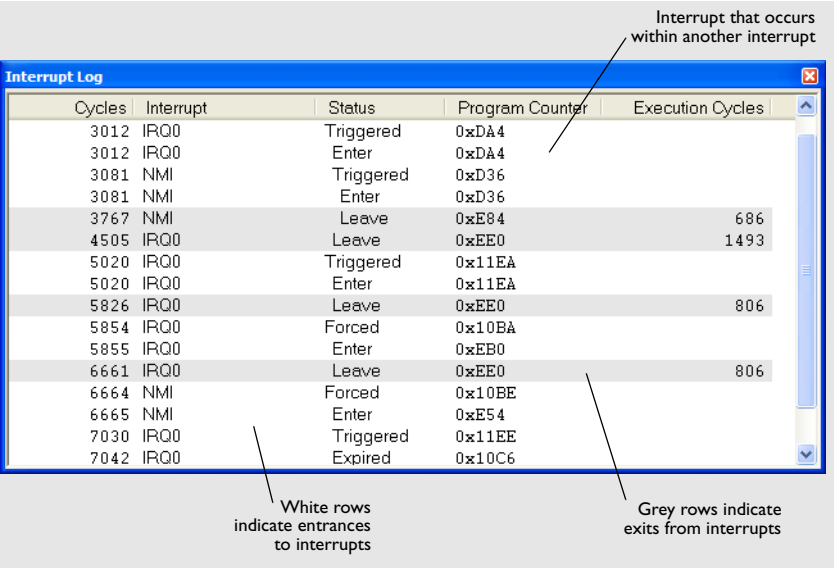 Interrupt that occurs
within another interrupt
Interrupt Log
Cycles Interrupt Status Program Counter Execution Cycles
3012 IRQ0 Triggered 0xDA4
3012 IRQ0 Enter 0xDA4
3081 NMI Triggered 0xD36
3081 NMI Enter 0xD36
3767 NMI Leave 0xE84 686
4505 IRQ0 Leave 0xEE0 1493
5020 IRQ0 Triggered 0x11EA
5020 IRQ0 Enter 0x11EA
5826 IRQ0 Leave 0xEE0 806
5854 IRQ0 Forced 0x10BA
5855 IRQ0 Enter 0xEB0
6661 IRQ0 Leave 0xEE0 806
6664 NMI Forced 0x10BE
6665 NMI Enter 0xE54
7030 IRQ0 Triggered 0x11EE
7042 IRQ0 Expired 0x10C6
White rows
indicate entrances
to interrupts
Grey rows indicate
exits from interrupts